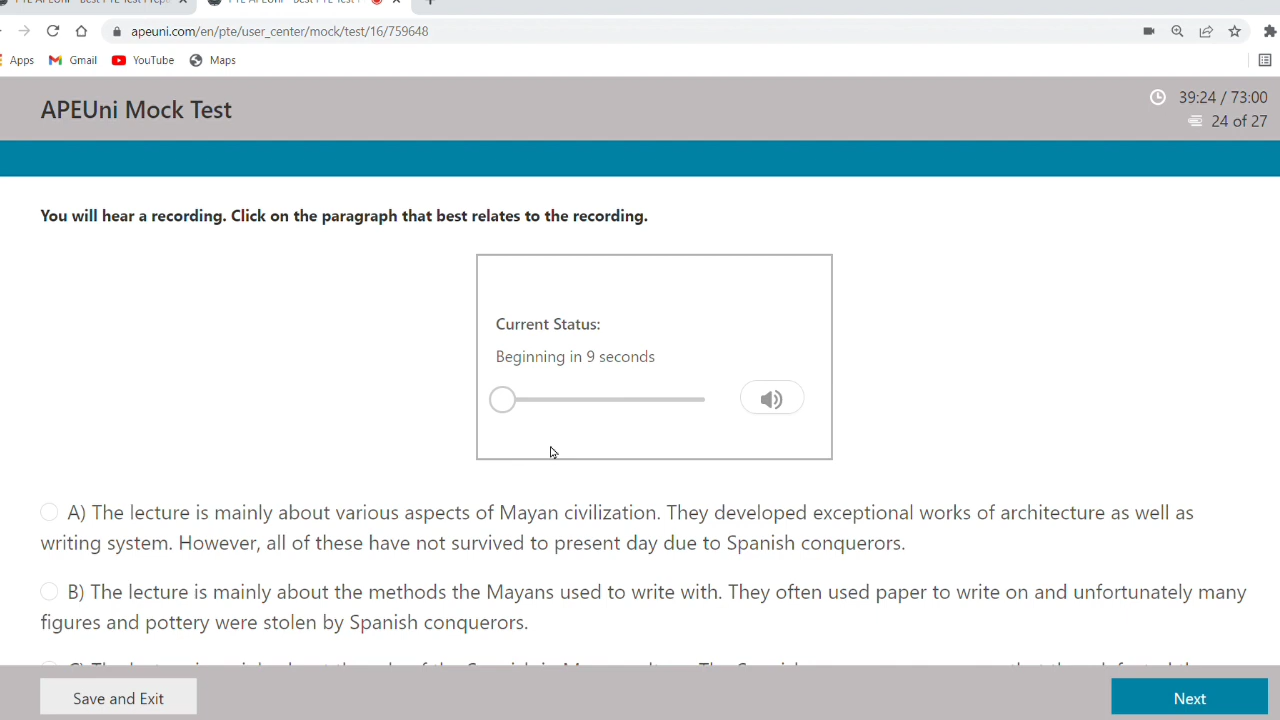 apeuni.com/en/pte/user_center/mock/test/16/759648
Apps Gmail YouTube Maps
APEUni Mock Test
39:24 / 73:00
24 of 27
You will hear a recording. Click on the paragraph that best relates to the recording.
Current Status:
Beginning in 9 seconds
A) The lecture is mainly about various aspects of Mayan civilization. They developed exceptional works of architecture as well as
writing system. However, all of these have not survived to present day due to Spanish conquerors.
B) The lecture is mainly about the methods the Mayans used to write with. They often used paper to write on and unfortunately many
figures and pottery were stolen by Spanish conquerors.
Save and Exit
Next